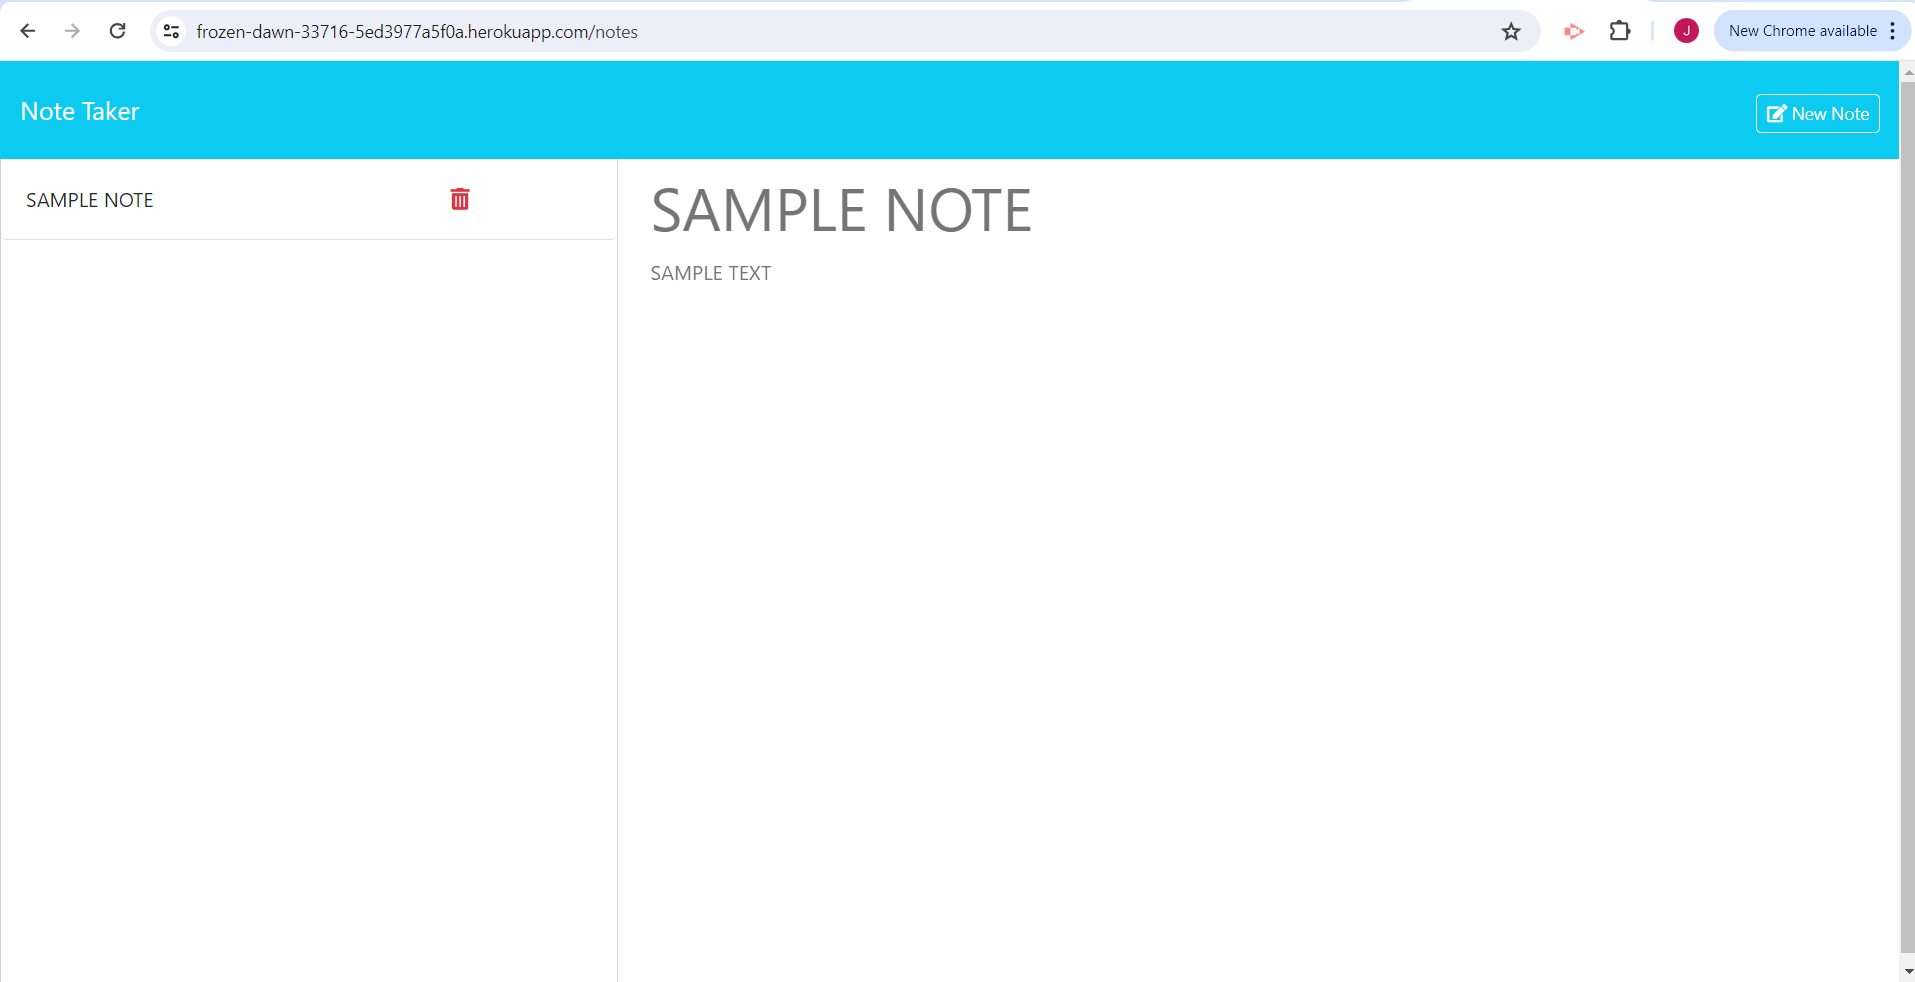 frozen-dawn-33716-5ed3977a5f0a.herokuapp.com/notes
J
New Chrome available
Note Taker
New Note
SAMPLE NOTE
SAMPLE NOTE
SAMPLE TEXT